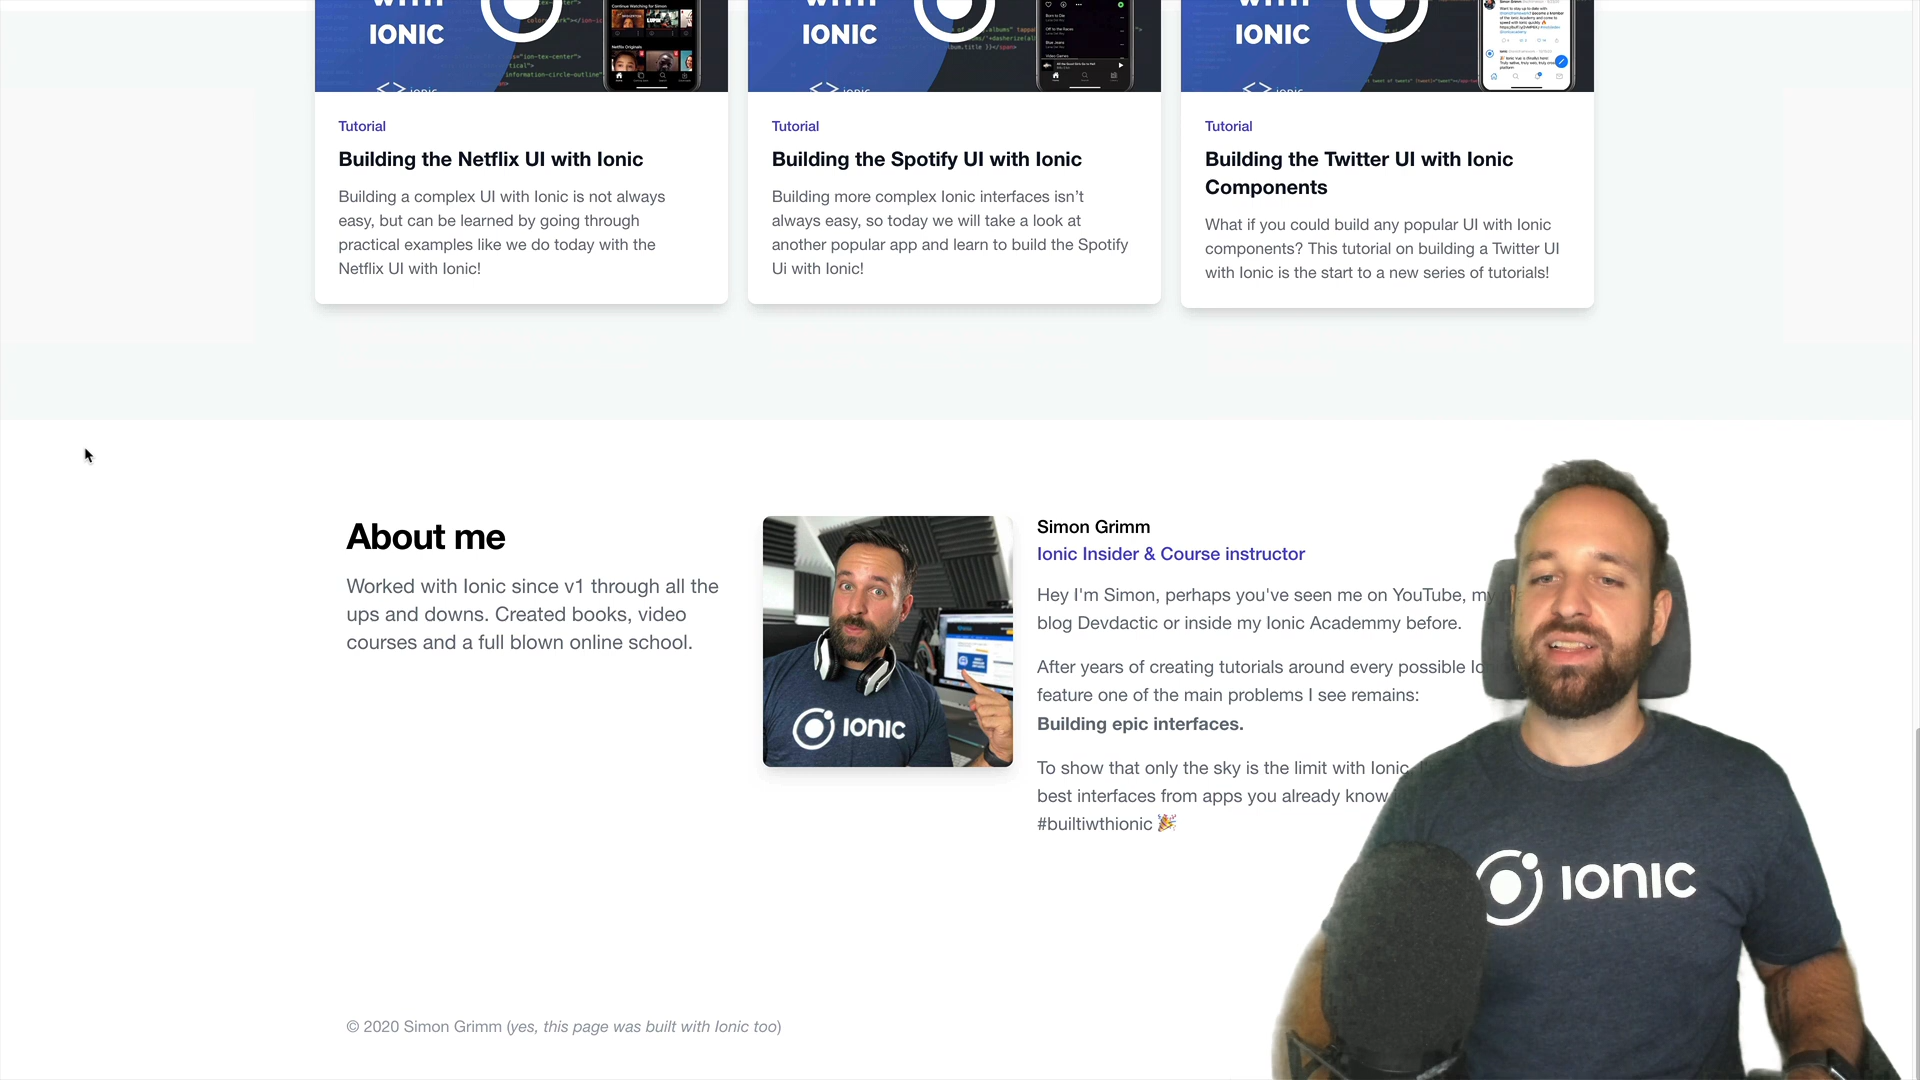 IONIC
IONIC
IONIC
Continue Watching for Simon
Netflix Originals
ionic
ionic
ionic
Tutorial
Building the Netflix UI with Ionic
Building a complex UI with Ionic is not always
easy, but can be learned by going through
practical examples like we do today with the
Netflix UI with Ionic!
Tutorial
Building the Spotify UI with Ionic
Building more complex Ionic interfaces isn’t
always easy, so today we will take a look at
another popular app and learn to build the Spotify
Ui with Ionic!
Tutorial
Building the Twitter UI with Ionic
Components
What if you could build any popular UI with Ionic
components? This tutorial on building a Twitter UI
with Ionic is the start to a new series of tutorials!
About me
Worked with Ionic since v1 through all the
ups and downs. Created books, video
courses and a full blown online school.
IONIC
Simon Grimm
Ionic Insider & Course instructor
Hey I'm Simon, perhaps you've seen me on YouTube, my
blog Devdactic or inside my Ionic Academmy before.
After years of creating tutorials around every possible
feature one of the main problems I see remains:
Building epic interfaces.
To show that only the sky is the limit with Ionic,
best interfaces from apps you already know
#builtiwthionic 🎉
IONIC
© 2020 Simon Grimm (yes, this page was built with Ionic too)